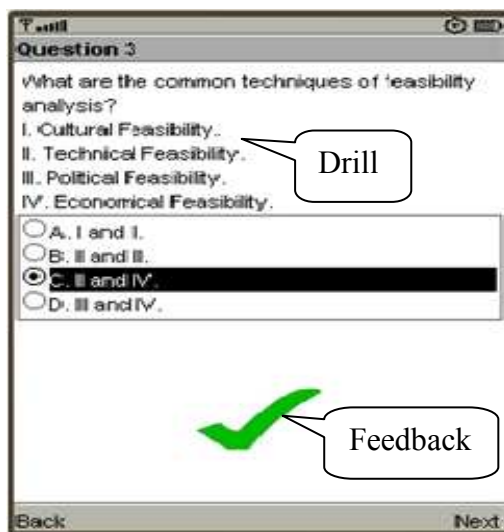 Question 3
What are the common techniques of feasibility
analysis?
I. Cultural Feasibility.
II. Technical Feasibility.
III. Political Feasibility.
IV. Economical Feasibility.
Drill
A. I and I.
B. II and III.
C. II and IV.
D. III and IV.
Feedback
Back
Next